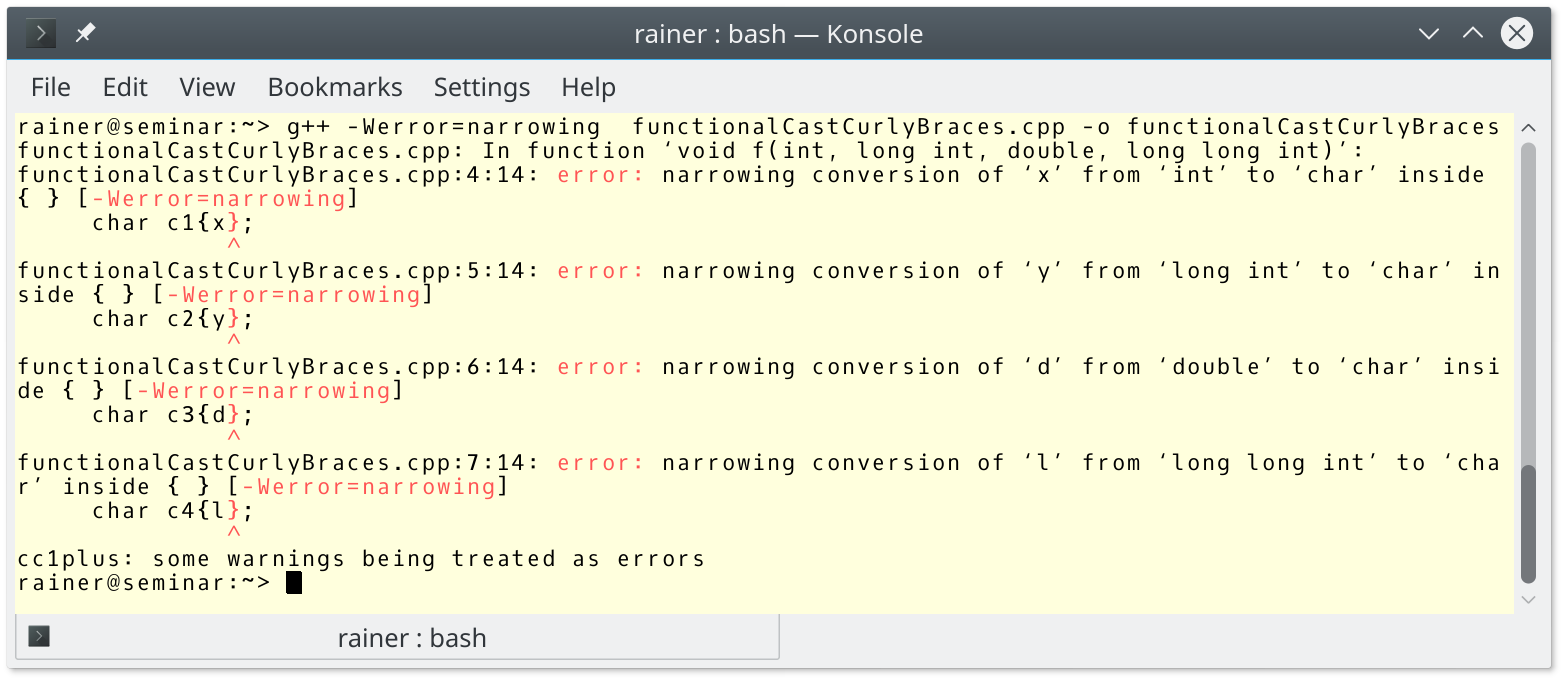 rainer : bash — Konsole
File Edit View Bookmarks Settings Help
rainer@seminar:~> g++ -Werror=narrowing  functionalCastCurlyBraces.cpp -o functionalCastCurlyBraces
functionalCastCurlyBraces.cpp: In function ‘void f(int, long int, double, long long int)’:
functionalCastCurlyBraces.cpp:4:14: error: narrowing conversion of ‘x’ from ‘int’ to ‘char’ inside
{ } [-Werror=narrowing]
     char c1{x};
              ^
functionalCastCurlyBraces.cpp:5:14: error: narrowing conversion of ‘y’ from ‘long int’ to ‘char’ in
side { } [-Werror=narrowing]
     char c2{y};
              ^
functionalCastCurlyBraces.cpp:6:14: error: narrowing conversion of ‘d’ from ‘double’ to ‘char’ insi
de { } [-Werror=narrowing]
     char c3{d};
              ^
functionalCastCurlyBraces.cpp:7:14: error: narrowing conversion of ‘l’ from ‘long long int’ to ‘cha
r’ inside { } [-Werror=narrowing]
     char c4{l};
              ^
cc1plus: some warnings being treated as errors
rainer@seminar:~>
rainer : bash